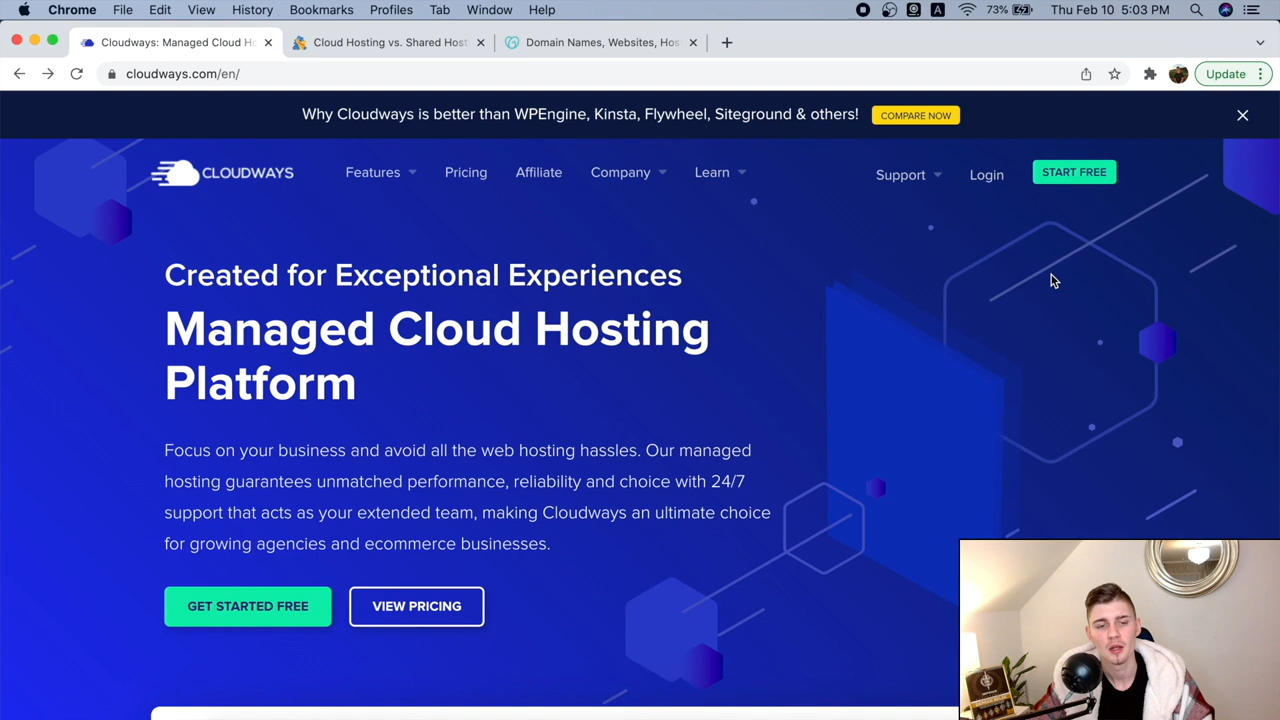 Chrome File Edit View History Bookmarks Profiles Tab Window Help A 73% Thu Feb 10 5:03 PM
Cloudways: Managed Cloud Ho Cloud Hosting vs. Shared Host Domain Names, Websites, Hos
cloudways.com/en/ Update
Why Cloudways is better than WPEngine, Kinsta, Flywheel, Siteground & others! COMPARE NOW
CLOUDWAYS Features Pricing Affiliate Company Learn Support Login START FREE
Created for Exceptional Experiences
Managed Cloud Hosting
Platform
Focus on your business and avoid all the web hosting hassles. Our managed
hosting guarantees unmatched performance, reliability and choice with 24/7
support that acts as your extended team, making Cloudways an ultimate choice
for growing agencies and ecommerce businesses.
GET STARTED FREE VIEW PRICING